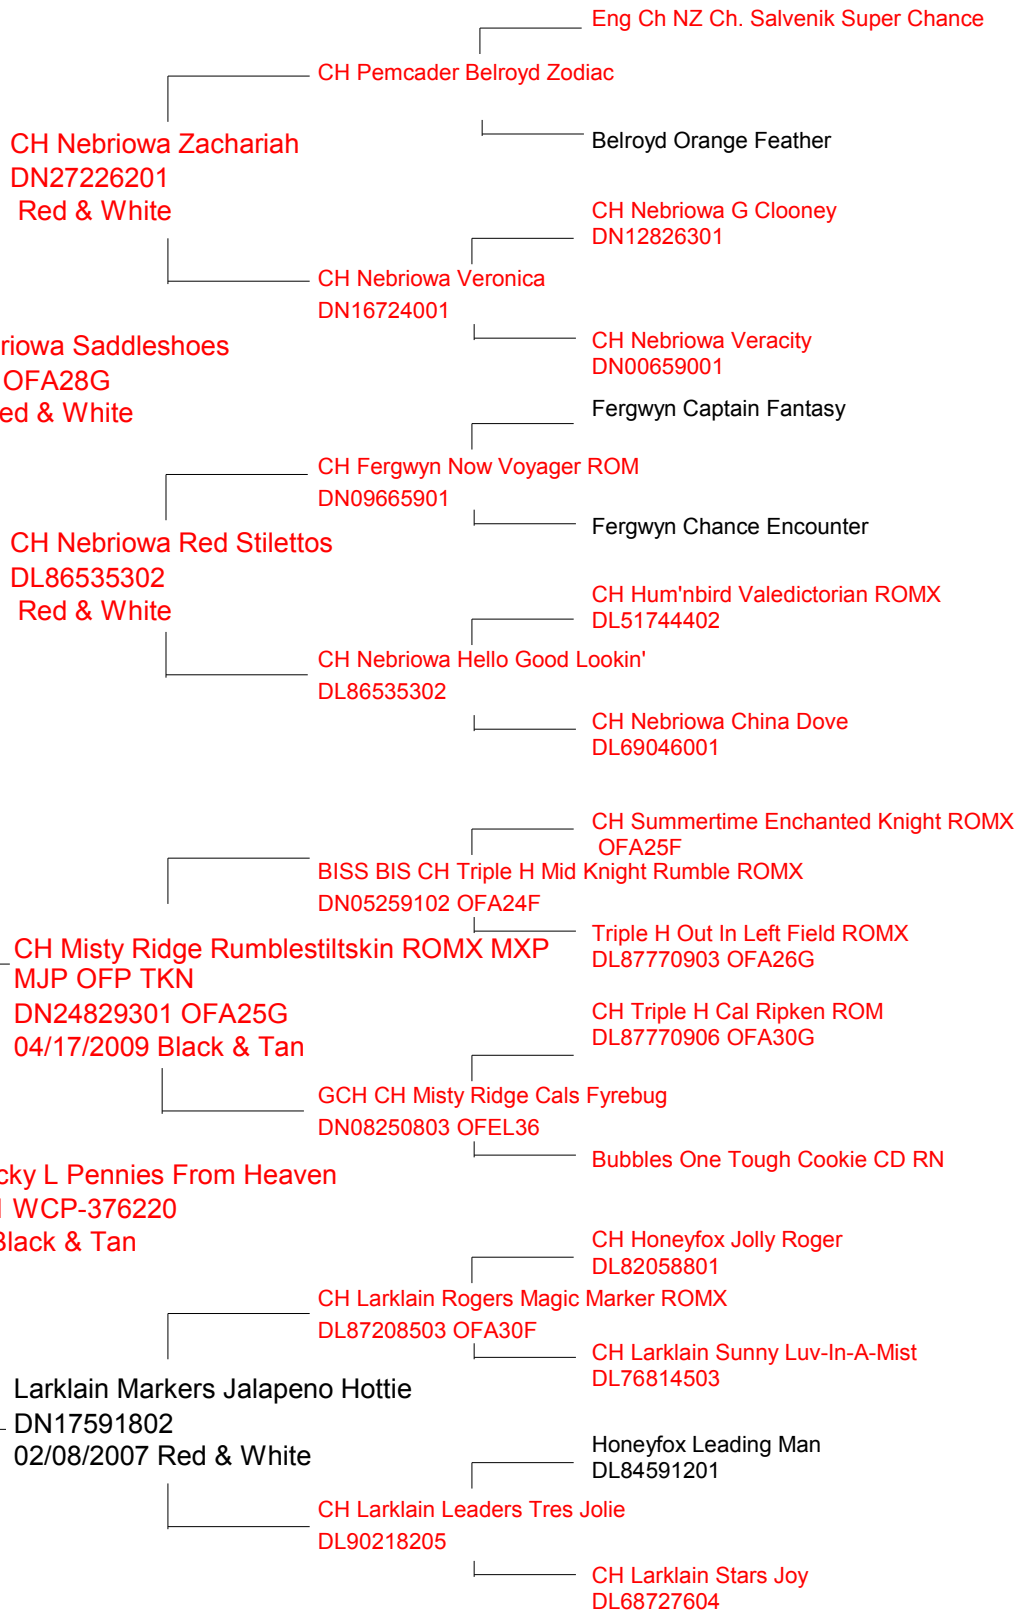 Eng Ch NZ Ch. Salvenik Super Chance
CH Pemcader Belroyd Zodiac
Belroyd Orange Feather
CH Nebriowa Zachariah
DN27226201
Red & White
CH Nebriowa G Clooney
DN12826301
CH Nebriowa Veronica
DN16724001
CH Nebriowa Veracity
DN00659001
riowa Saddleshoes
OFA28G
ed & White
Fergwyn Captain Fantasy
CH Fergwyn Now Voyager ROM
DN09665901
Fergwyn Chance Encounter
CH Nebriowa Red Stilettos
DL86535302
Red & White
CH Hum'nbird Valedictorian ROMX
DL51744402
CH Nebriowa Hello Good Lookin'
DL86535302
CH Nebriowa China Dove
DL69046001
CH Summertime Enchanted Knight ROMX
OFA25F
BISS BIS CH Triple H Mid Knight Rumble ROMX
DN05259102 OFA24F
Triple H Out In Left Field ROMX
DL87770903 OFA26G
CH Misty Ridge Rumblestiltskin ROMX MXP
MJP OFP TKN
DN24829301 OFA25G
04/17/2009 Black & Tan
CH Triple H Cal Ripken ROM
DL87770906 OFA30G
GCH CH Misty Ridge Cals Fyrebug
DN08250803 OFEL36
Bubbles One Tough Cookie CD RN
cky L Pennies From Heaven
WCP-376220
Black & Tan
CH Honeyfox Jolly Roger
DL82058801
CH Larklain Rogers Magic Marker ROMX
DL87208503 OFA30F
CH Larklain Sunny Luv-In-A-Mist
DL76814503
Larklain Markers Jalapeno Hottie
DN17591802
02/08/2007 Red & White
Honeyfox Leading Man
DL84591201
CH Larklain Leaders Tres Jolie
DL90218205
CH Larklain Stars Joy
DL68727604